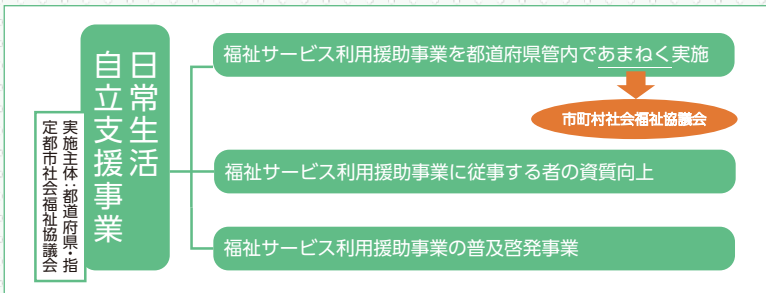 日常生活
自立支援事業
実施主体：都道府県・指
定都市社会福祉協議会
福祉サービス利用援助事業を都道府県管内であまねく実施
市町村社会福祉協議会
福祉サービス利用援助事業に従事する者の資質向上
福祉サービス利用援助事業の普及啓発事業